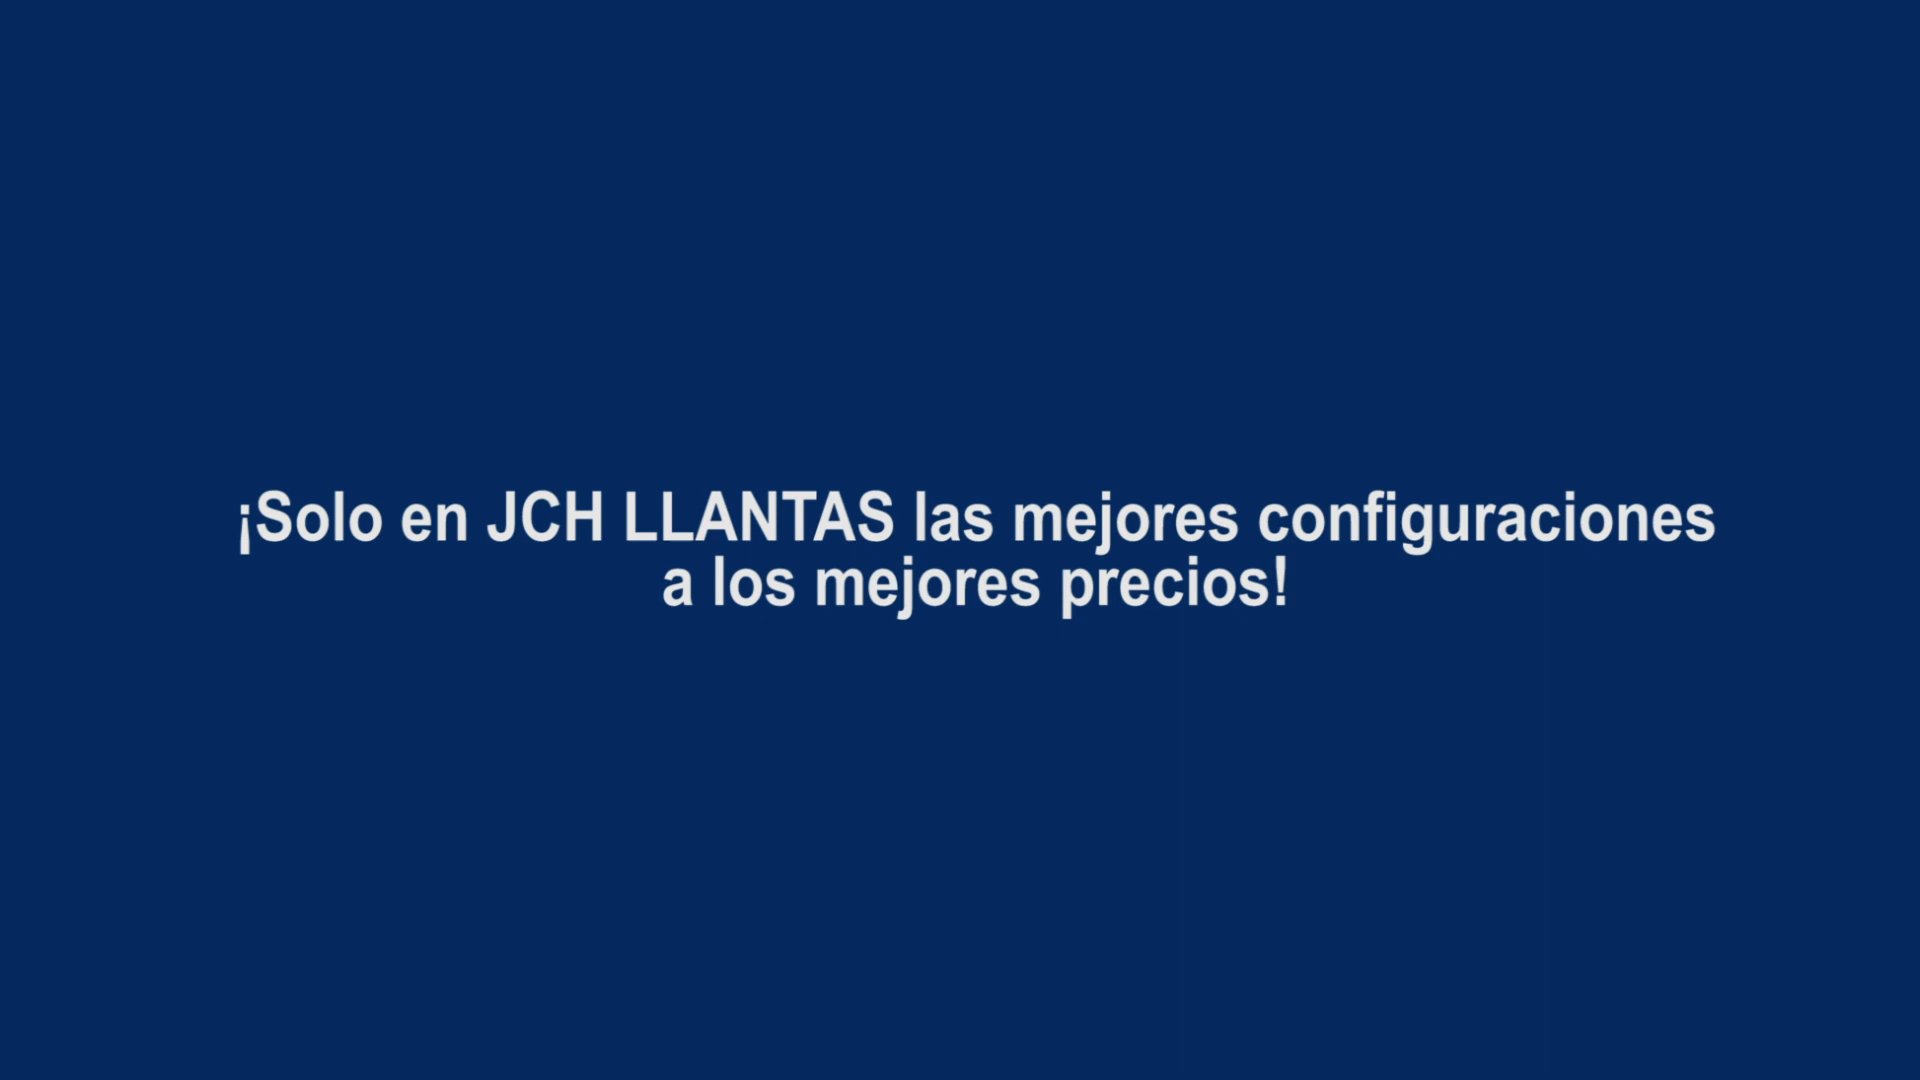 ¡Solo en JCH LLANTAS las mejores configuraciones
a los mejores precios!